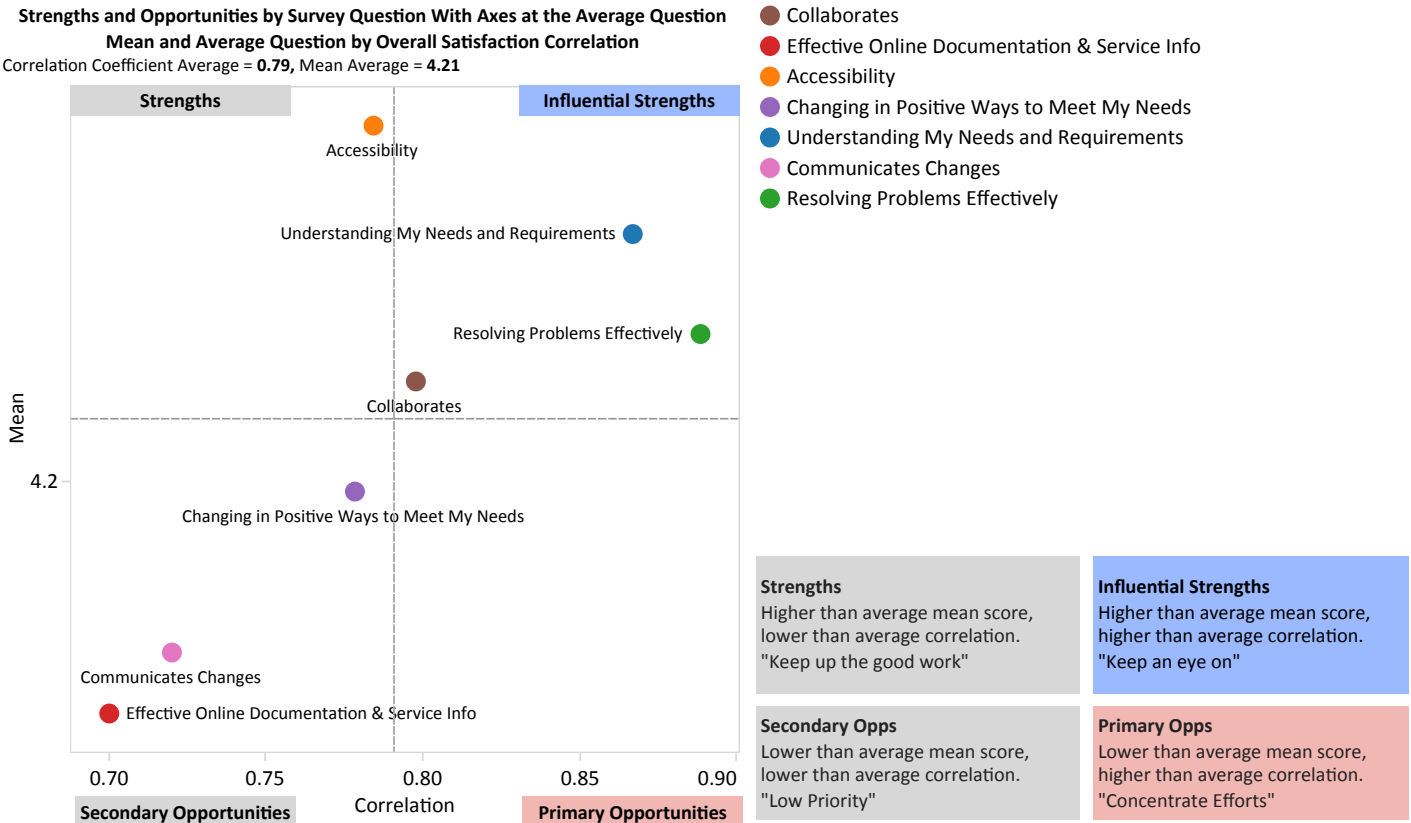 Strengths and Opportunities by Survey Question With Axes at the Average Question
Mean and Average Question by Overall Satisfaction Correlation
Correlation Coefficient Average = 0.79, Mean Average = 4.21
Strengths
Influential Strengths
Accessibility
Understanding My Needs and Requirements
Resolving Problems Effectively
Collaborates
Mean
4.2
Changing in Positive Ways to Meet My Needs
Communicates Changes
Effective Online Documentation & Service Info
0.70
0.75
0.80
0.85
0.90
Correlation
Secondary Opportunities
Primary Opportunities
Collaborates
Effective Online Documentation & Service Info
Accessibility
Changing in Positive Ways to Meet My Needs
Understanding My Needs and Requirements
Communicates Changes
Resolving Problems Effectively
Strengths
Higher than average mean score,
lower than average correlation.
"Keep up the good work"
Influential Strengths
Higher than average mean score,
higher than average correlation.
"Keep an eye on"
Secondary Opps
Lower than average mean score,
lower than average correlation.
"Low Priority"
Primary Opps
Lower than average mean score,
higher than average correlation.
"Concentrate Efforts"